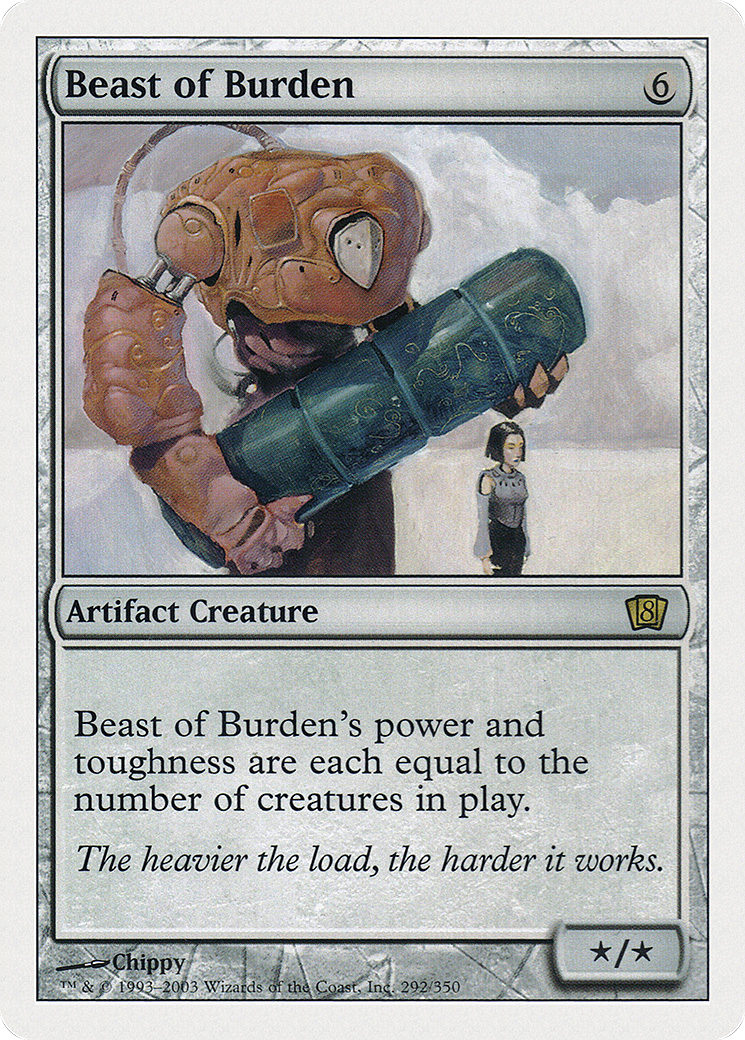 Beast of Burden
6
Artifact Creature
8
Beast of Burden's power and
toughness are each equal to the
number of creatures in play.
The heavier the load, the harder it works.
★/★
Chippy
™ & © 1993–2003 Wizards of the Coast, Inc. 292/350